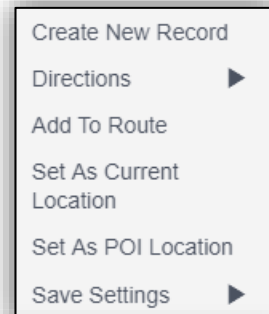 Create New Record
Directions
Add To Route
Set As Current
Location
Set As POI Location
Save Settings